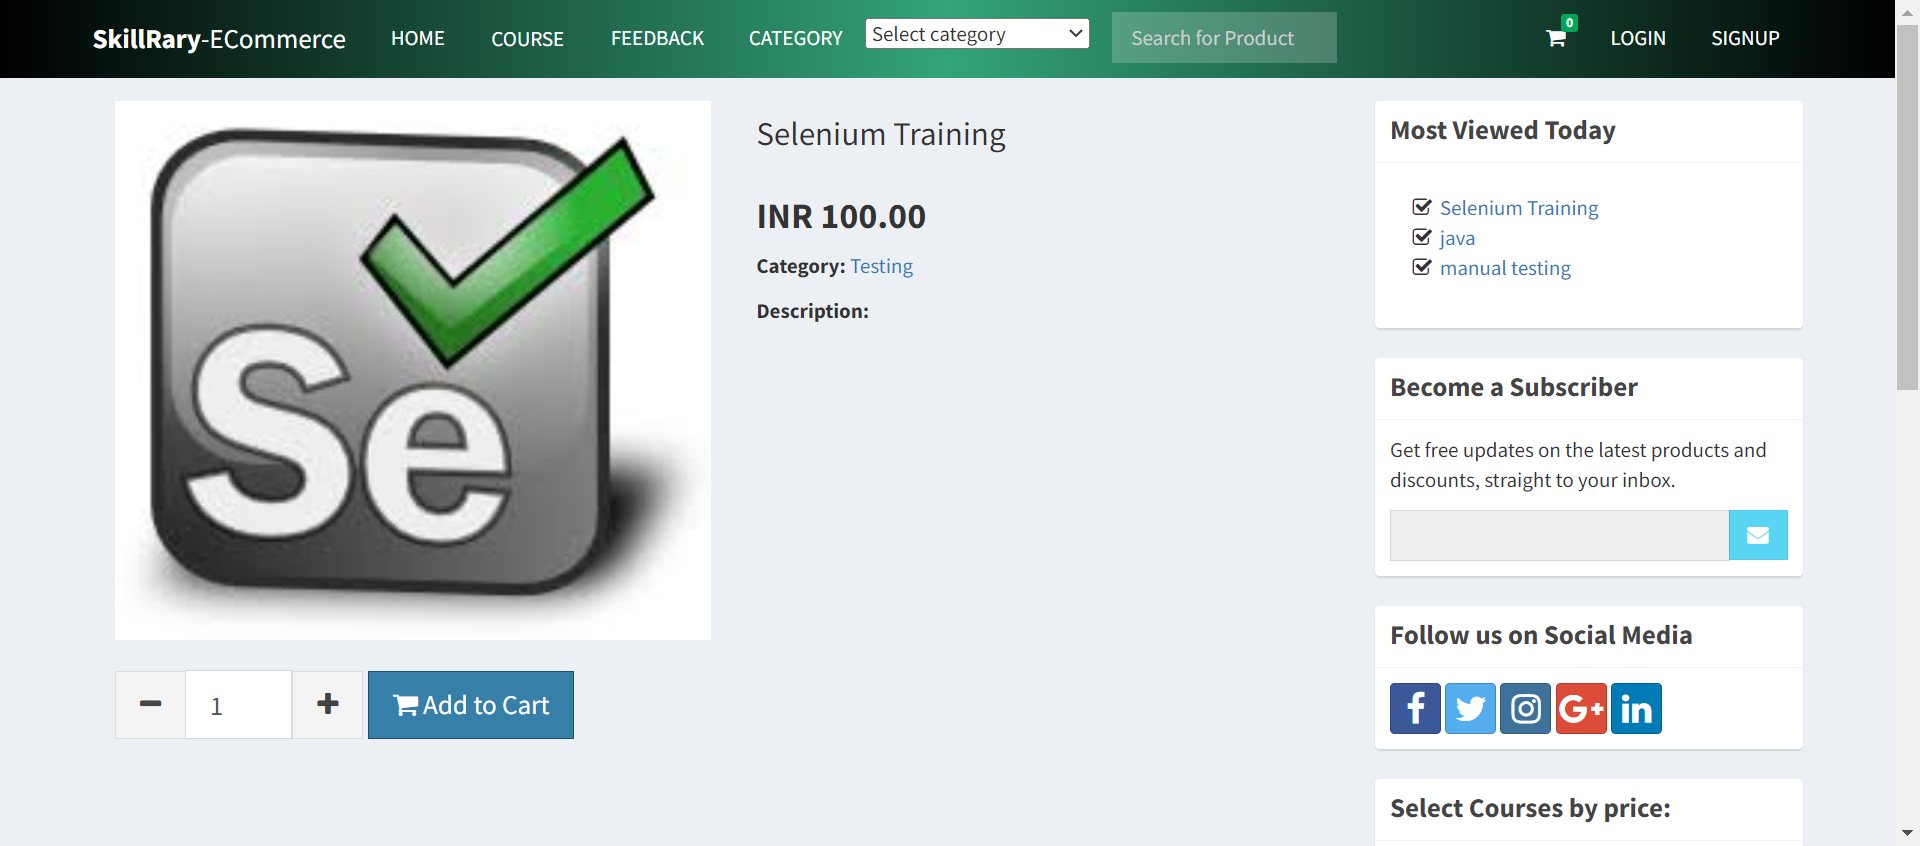 SkillRary-ECommerce HOME COURSE FEEDBACK CATEGORY Select category Search for Product 0 LOGIN SIGNUP
Se
Selenium Training
INR 100.00
Category: Testing
Description:
1 Add to Cart
Most Viewed Today
Selenium Training
java
manual testing
Become a Subscriber
Get free updates on the latest products and
discounts, straight to your inbox.
Follow us on Social Media
f G+ in
Select Courses by price: